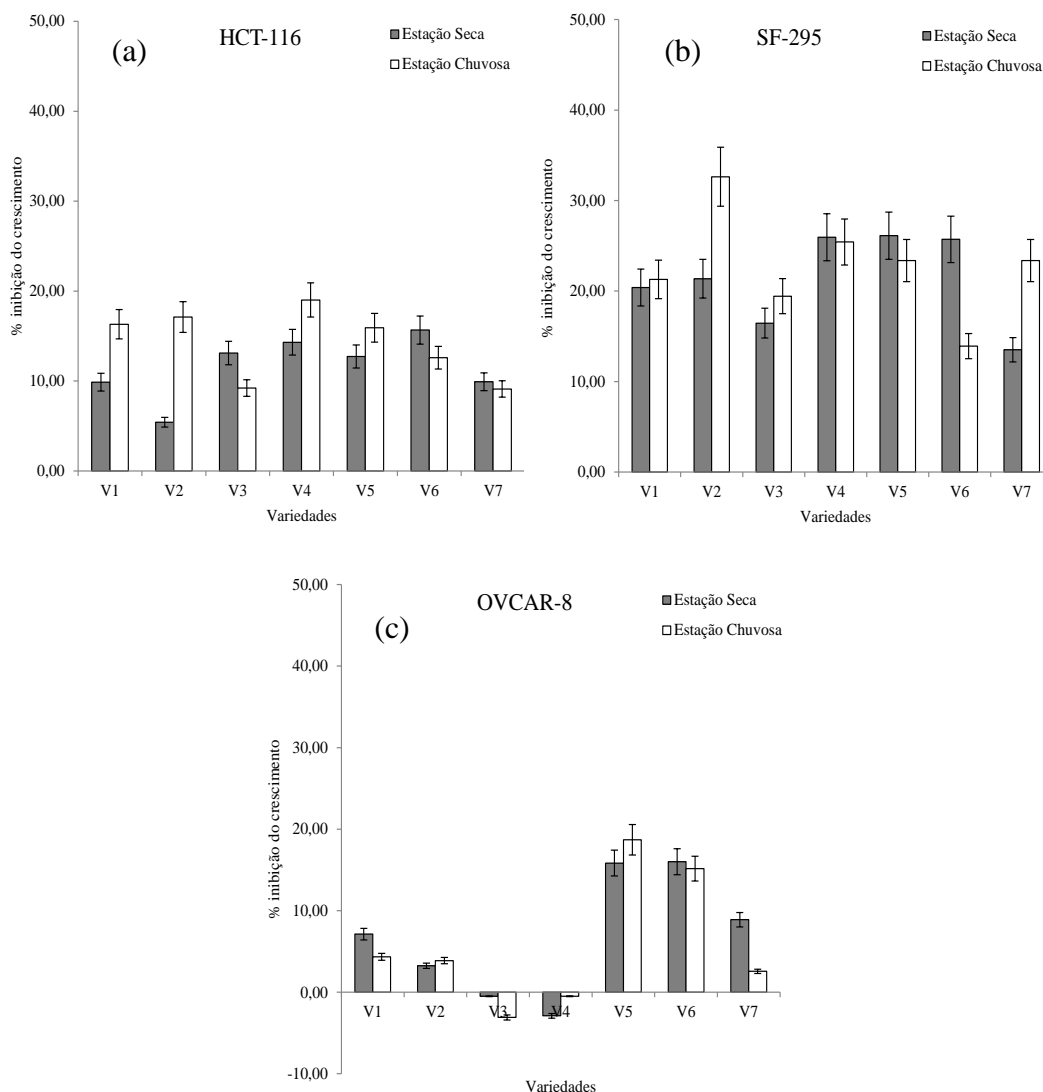 (a)
HCT-116
Estação Seca
Estação Chuvosa
% inibição do crescimento
50,00
40,00
30,00
20,00
10,00
0,00
V1 V2 V3 V4 V5 V6 V7
Variedades
(b)
SF-295
Estação Seca
Estação Chuvosa
% inibição do crescimento
50,00
40,00
30,00
20,00
10,00
0,00
V1 V2 V3 V4 V5 V6 V7
Variedades
(c)
OVCAR-8
Estação Seca
Estação Chuvosa
% inibição do crescimento
50,00
40,00
30,00
20,00
10,00
0,00
-10,00
V1 V2 V3 V4 V5 V6 V7
Variedades